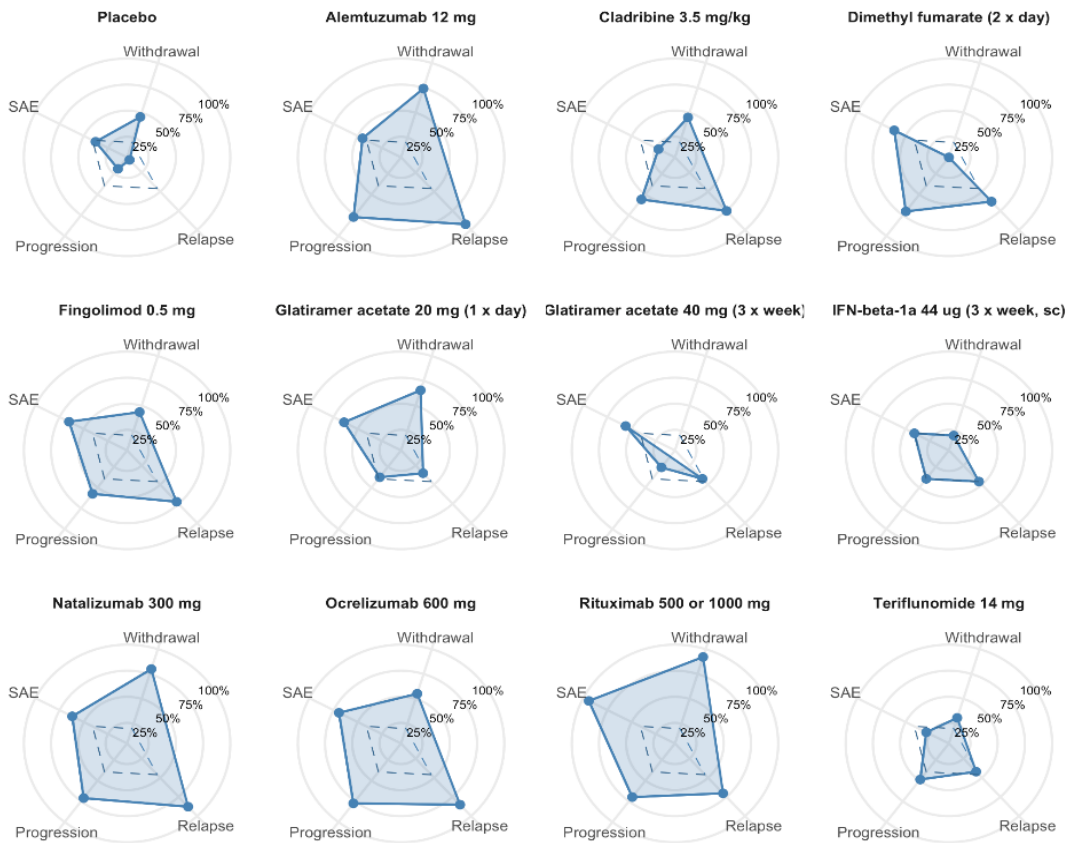 Placebo
Withdrawal
SAE
100%
75%
50%
25%
Progression
Relapse
Alemtuzumab 12 mg
Withdrawal
SAE
100%
75%
50%
25%
Progression
Relapse
Cladribine 3.5 mg/kg
Withdrawal
SAE
100%
75%
50%
25%
Progression
Relapse
Dimethyl fumarate (2 x day)
Withdrawal
SAE
100%
75%
50%
25%
Progression
Relapse
Fingolimod 0.5 mg
Withdrawal
SAE
100%
75%
50%
25%
Progression
Relapse
Glatiramer acetate 20 mg (1 x day)
Withdrawal
SAE
100%
75%
50%
25%
Progression
Relapse
Glatiramer acetate 40 mg (3 x week)
Withdrawal
SAE
100%
75%
50%
25%
Progression
Relapse
IFN-beta-1a 44 ug (3 x week, sc)
Withdrawal
SAE
100%
75%
50%
25%
Progression
Relapse
Natalizumab 300 mg
Withdrawal
SAE
100%
75%
50%
25%
Progression
Relapse
Ocrelizumab 600 mg
Withdrawal
SAE
100%
75%
50%
25%
Progression
Relapse
Rituximab 500 or 1000 mg
Withdrawal
SAE
100%
75%
50%
25%
Progression
Relapse
Teriflunomide 14 mg
Withdrawal
SAE
100%
75%
50%
25%
Progression
Relapse